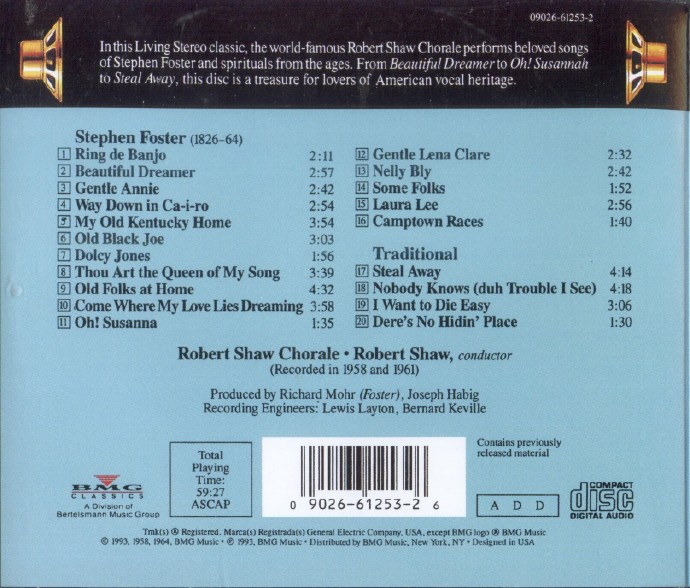 09026-61253-2
In this Living Stereo classic, the world-famous Robert Shaw Chorale performs beloved songs
of Stephen Foster and spirituals from the ages. From Beautiful Dreamer to Oh! Susannah
to Steal Away, this disc is a treasure for lovers of American vocal heritage.
Stephen Foster (1826–64)
1 Ring de Banjo 2:11
2 Beautiful Dreamer 2:57
3 Gentle Annie 2:42
4 Way Down in Ca-i-ro 2:54
5 My Old Kentucky Home 3:54
6 Old Black Joe 3:03
7 Dolcy Jones 1:56
8 Thou Art the Queen of My Song 3:39
9 Old Folks at Home 4:32
10 Come Where My Love Lies Dreaming 3:58
11 Oh! Susanna 1:35
12 Gentle Lena Clare 2:32
13 Nelly Bly 2:42
14 Some Folks 1:52
15 Laura Lee 2:56
16 Camptown Races 1:40
Traditional
17 Steal Away 4:14
18 Nobody Knows (duh Trouble I See) 4:18
19 I Want to Die Easy 3:06
20 Dere's No Hidin' Place 1:30
Robert Shaw Chorale • Robert Shaw, conductor
(Recorded in 1958 and 1961)
Produced by Richard Mohr (Foster), Joseph Habig
Recording Engineers: Lewis Layton, Bernard Keville
BMG
CLASSICS
A Division of
Bertelsmann Music Group
Total
Playing
Time:
59:27
ASCAP
0 9026-61253-2 6
Contains previously
released material
A D D
COMPACT
disc
DIGITAL AUDIO
Tmk(s) ® Registered. Marca(s) Registrada(s) General Electric Company, USA, except BMG logo ® BMG Music
© 1993, 1958, 1964, BMG Music • ℗ 1993, BMG Music • Distributed by BMG Music, New York, NY • Designed in USA